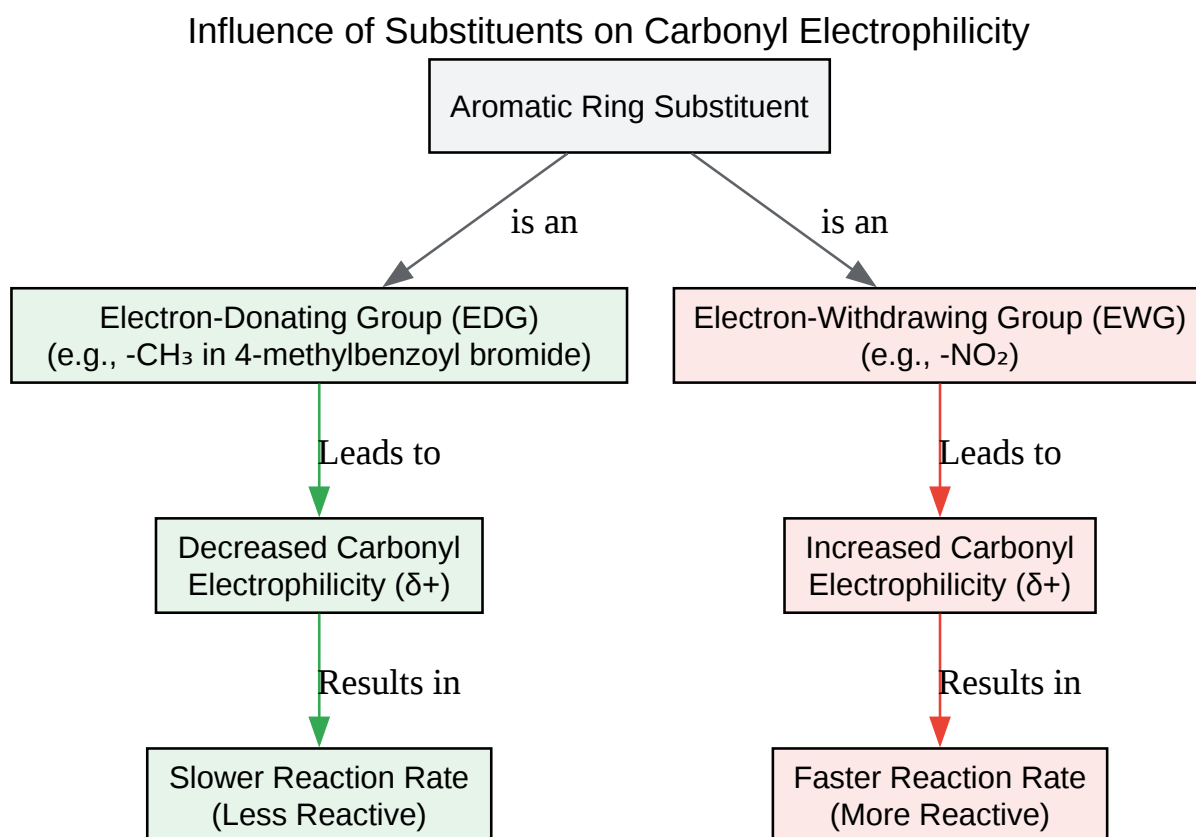 Influence of Substituents on Carbonyl Electrophilicity
Aromatic Ring Substituent
is an
is an
Electron-Donating Group (EDG)
(e.g., -CH₃ in 4-methylbenzoyl bromide)
Electron-Withdrawing Group (EWG)
(e.g., -NO₂)
Leads to
Leads to
Decreased Carbonyl
Electrophilicity (δ+)
Increased Carbonyl
Electrophilicity (δ+)
Results in
Results in
Slower Reaction Rate
(Less Reactive)
Faster Reaction Rate
(More Reactive)